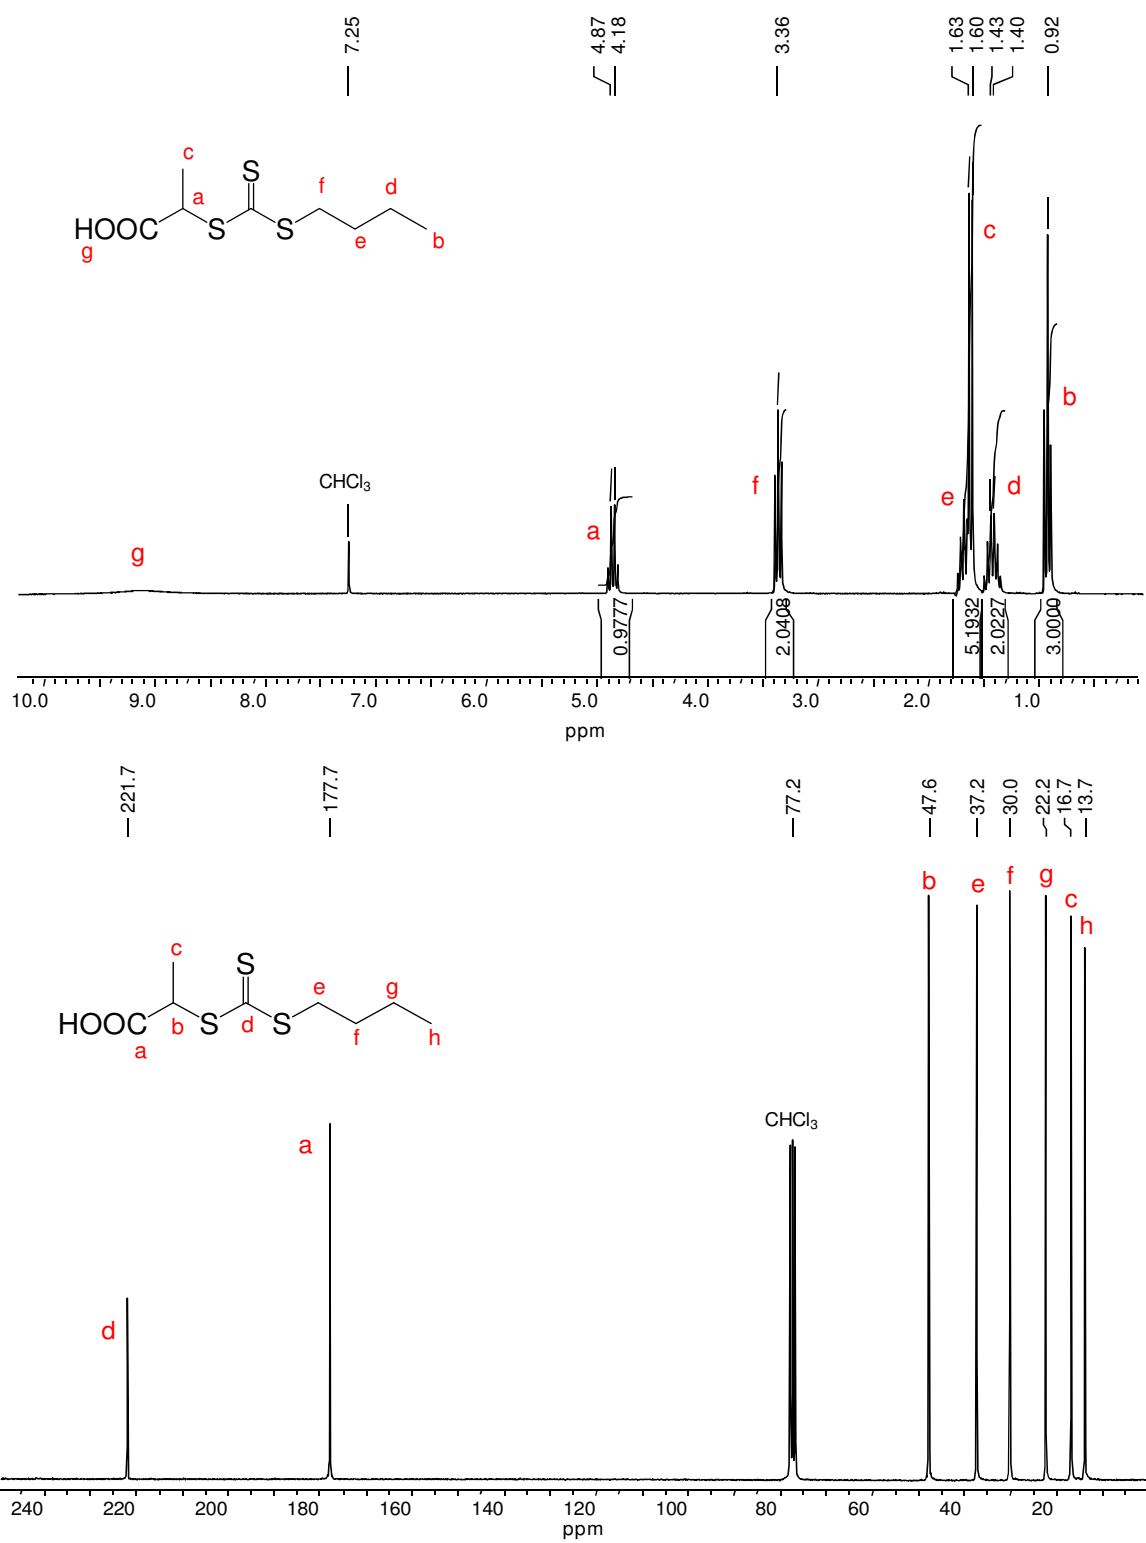 7.25 4.87 4.18 3.36 1.63 1.60 1.43 1.40 0.92
c
S
a f d
HOOC S S
g e b
c
b
CHCl3
f e d
a
g
0.9777 2.0408 5.1932 2.0227 3.0000
10.0 9.0 8.0 7.0 6.0 5.0 4.0 3.0 2.0 1.0
ppm
221.7 177.7 77.2 47.6 37.2 30.0 22.2 16.7 13.7
b e f g c h
c
S
e g
HOOC S d S
a b f h
CHCl3
a
d
240 220 200 180 160 140 120 100 80 60 40 20
ppm